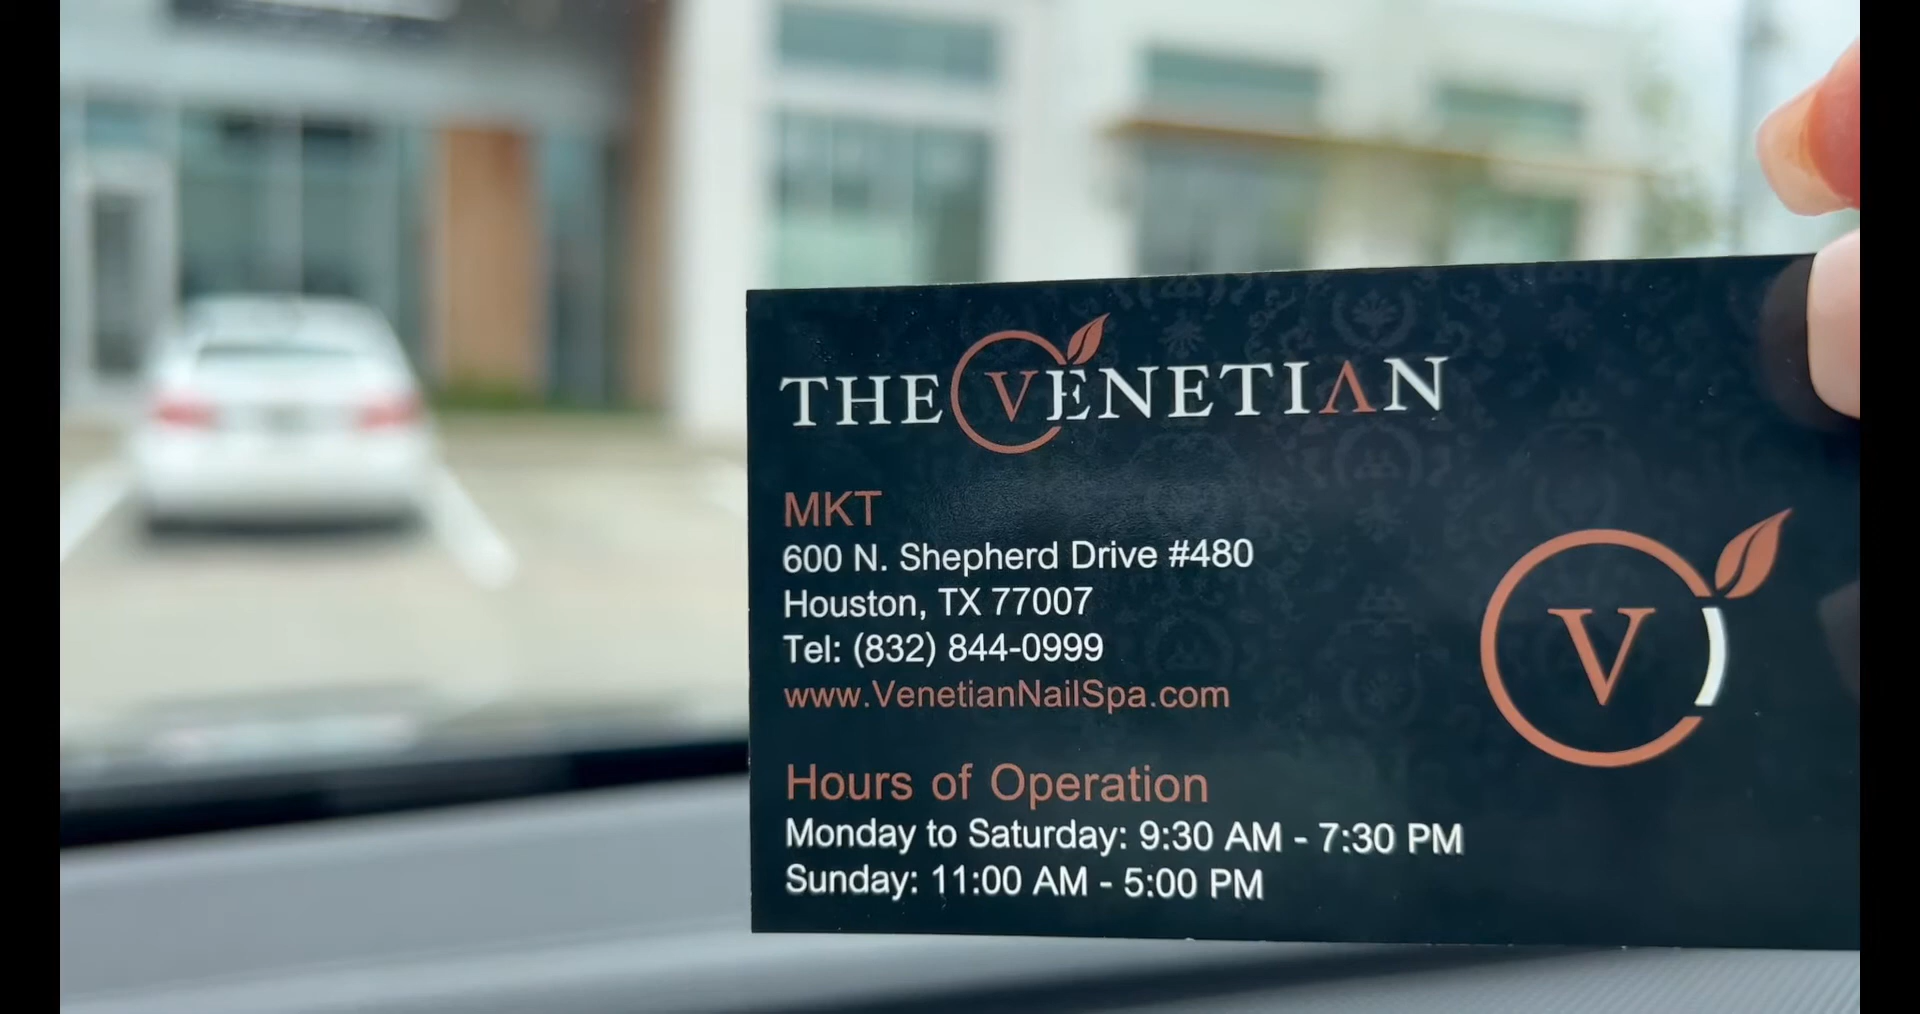 THE VENETIAN
MKT
600 N. Shepherd Drive #480
Houston, TX 77007
Tel: (832) 844-0999
www.VenetianNailSpa.com
V
Hours of Operation
Monday to Saturday: 9:30 AM - 7:30 PM
Sunday: 11:00 AM - 5:00 PM